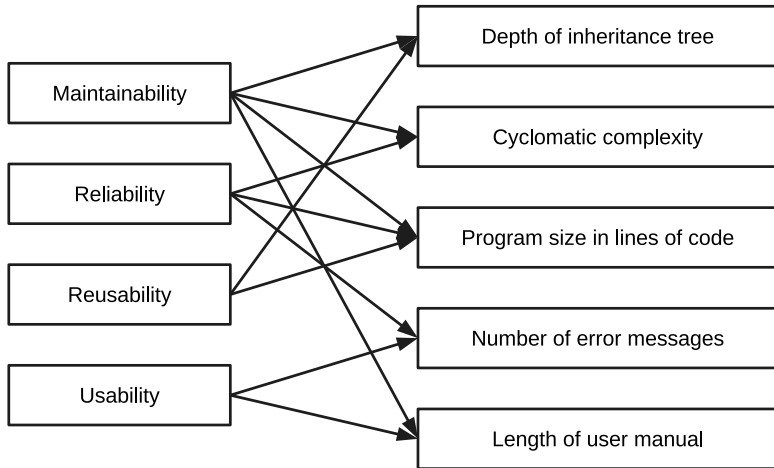 Maintainability
Reliability
Reusability
Usability
Depth of inheritance tree
Cyclomatic complexity
Program size in lines of code
Number of error messages
Length of user manual